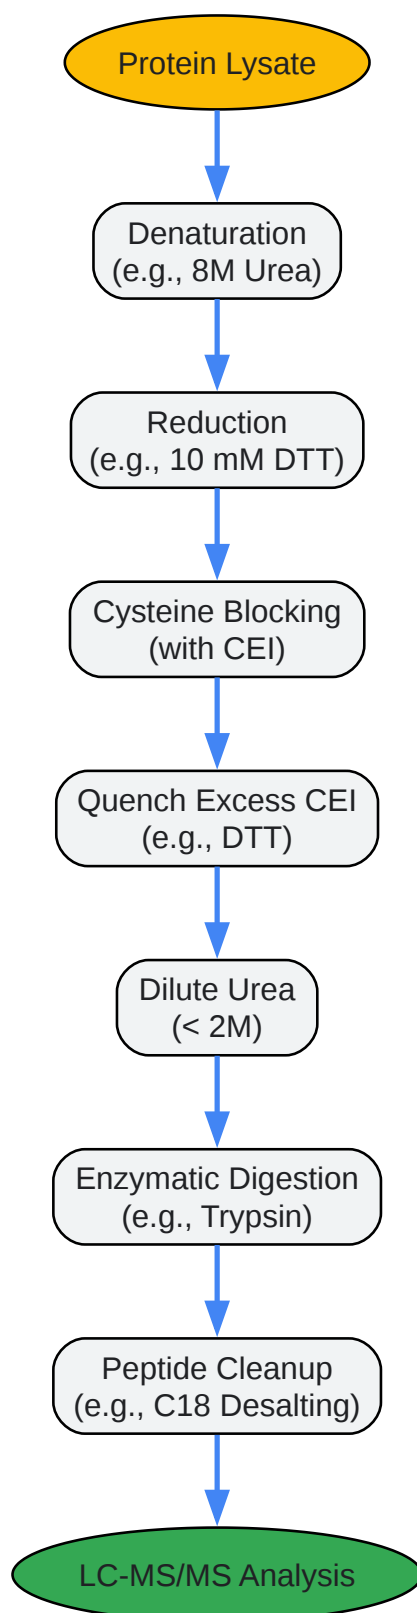 Protein Lysate
Denaturation
(e.g., 8M Urea)
Reduction
(e.g., 10 mM DTT)
Cysteine Blocking
(with CEI)
Quench Excess CEI
(e.g., DTT)
Dilute Urea
(< 2M)
Enzymatic Digestion
(e.g., Trypsin)
Peptide Cleanup
(e.g., C18 Desalting)
LC-MS/MS Analysis